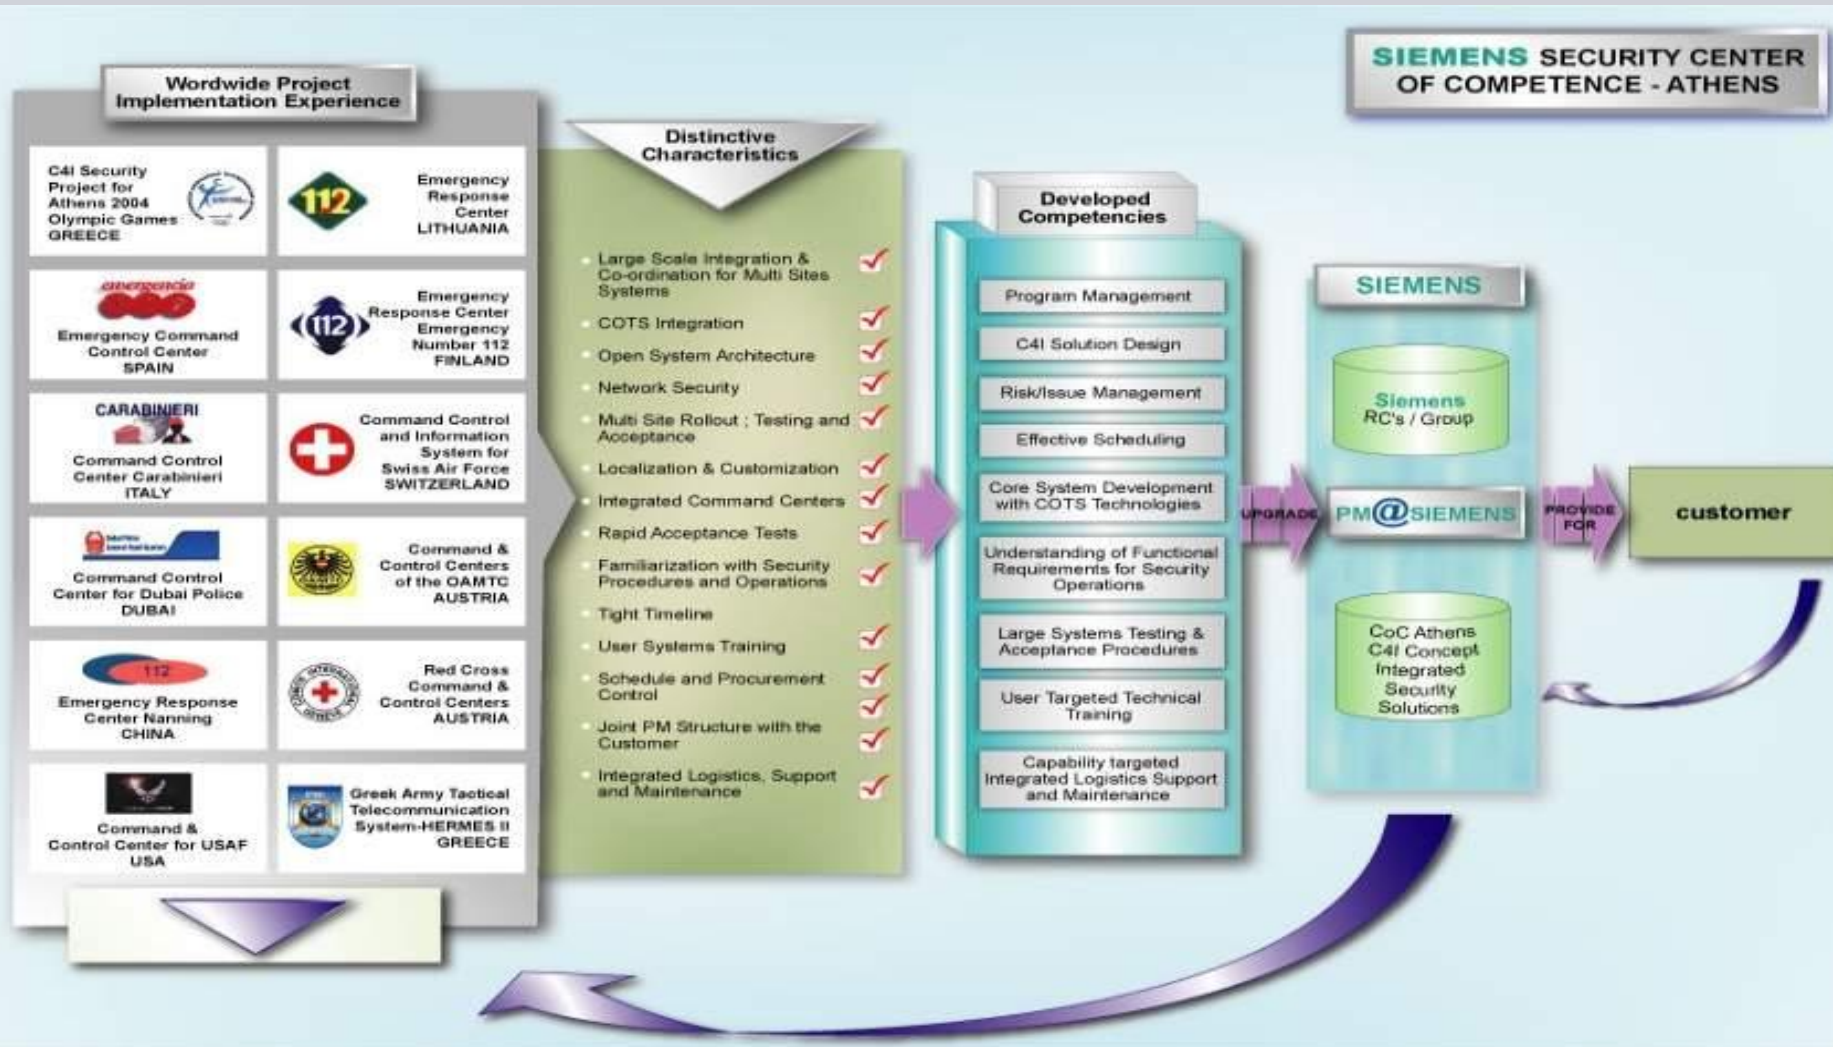 SIEMENS SECURITY CENTER
OF COMPETENCE - ATHENS
Wordwide Project
Implementation Experience
C4I Security
Project for
Athens 2004
Olympic Games
GREECE
112
Emergency
Response
Center
LITHUANIA
emergencia
Emergency Command
Control Center
SPAIN
112
Emergency
Response Center
Emergency
Number 112
FINLAND
CARABINIERI
Command Control
Center Carabinieri
ITALY
Command Control
and Information
System for
Swiss Air Force
SWITZERLAND
Command Control
Center for Dubai Police
DUBAI
Command &
Control Centers
of the OAMTC
AUSTRIA
112
Emergency Response
Center Nanning
CHINA
Red Cross
Command &
Control Centers
AUSTRIA
Command &
Control Center for USAF
USA
Greek Army Tactical
Telecommunication
System-HERMES II
GREECE
Distinctive
Characteristics
Large Scale Integration &
Co-ordination for Multi Sites
Systems
COTS Integration
Open System Architecture
Network Security
Multi Site Rollout ; Testing and
Acceptance
Localization & Customization
Integrated Command Centers
Rapid Acceptance Tests
Familiarization with Security
Procedures and Operations
Tight Timeline
User Systems Training
Schedule and Procurement
Control
Joint PM Structure with the
Customer
Integrated Logistics, Support
and Maintenance
Developed
Competencies
Program Management
C4I Solution Design
Risk/Issue Management
Effective Scheduling
Core System Development
with COTS Technologies
Understanding of Functional
Requirements for Security
Operations
Large Systems Testing &
Acceptance Procedures
User Targeted Technical
Training
Capability targeted
Integrated Logistics Support
and Maintenance
UPGRADE
SIEMENS
Siemens
RC's / Group
PM@SIEMENS
CoC Athens
C4I Concept
Integrated
Security
Solutions
PROVIDE
FOR
customer